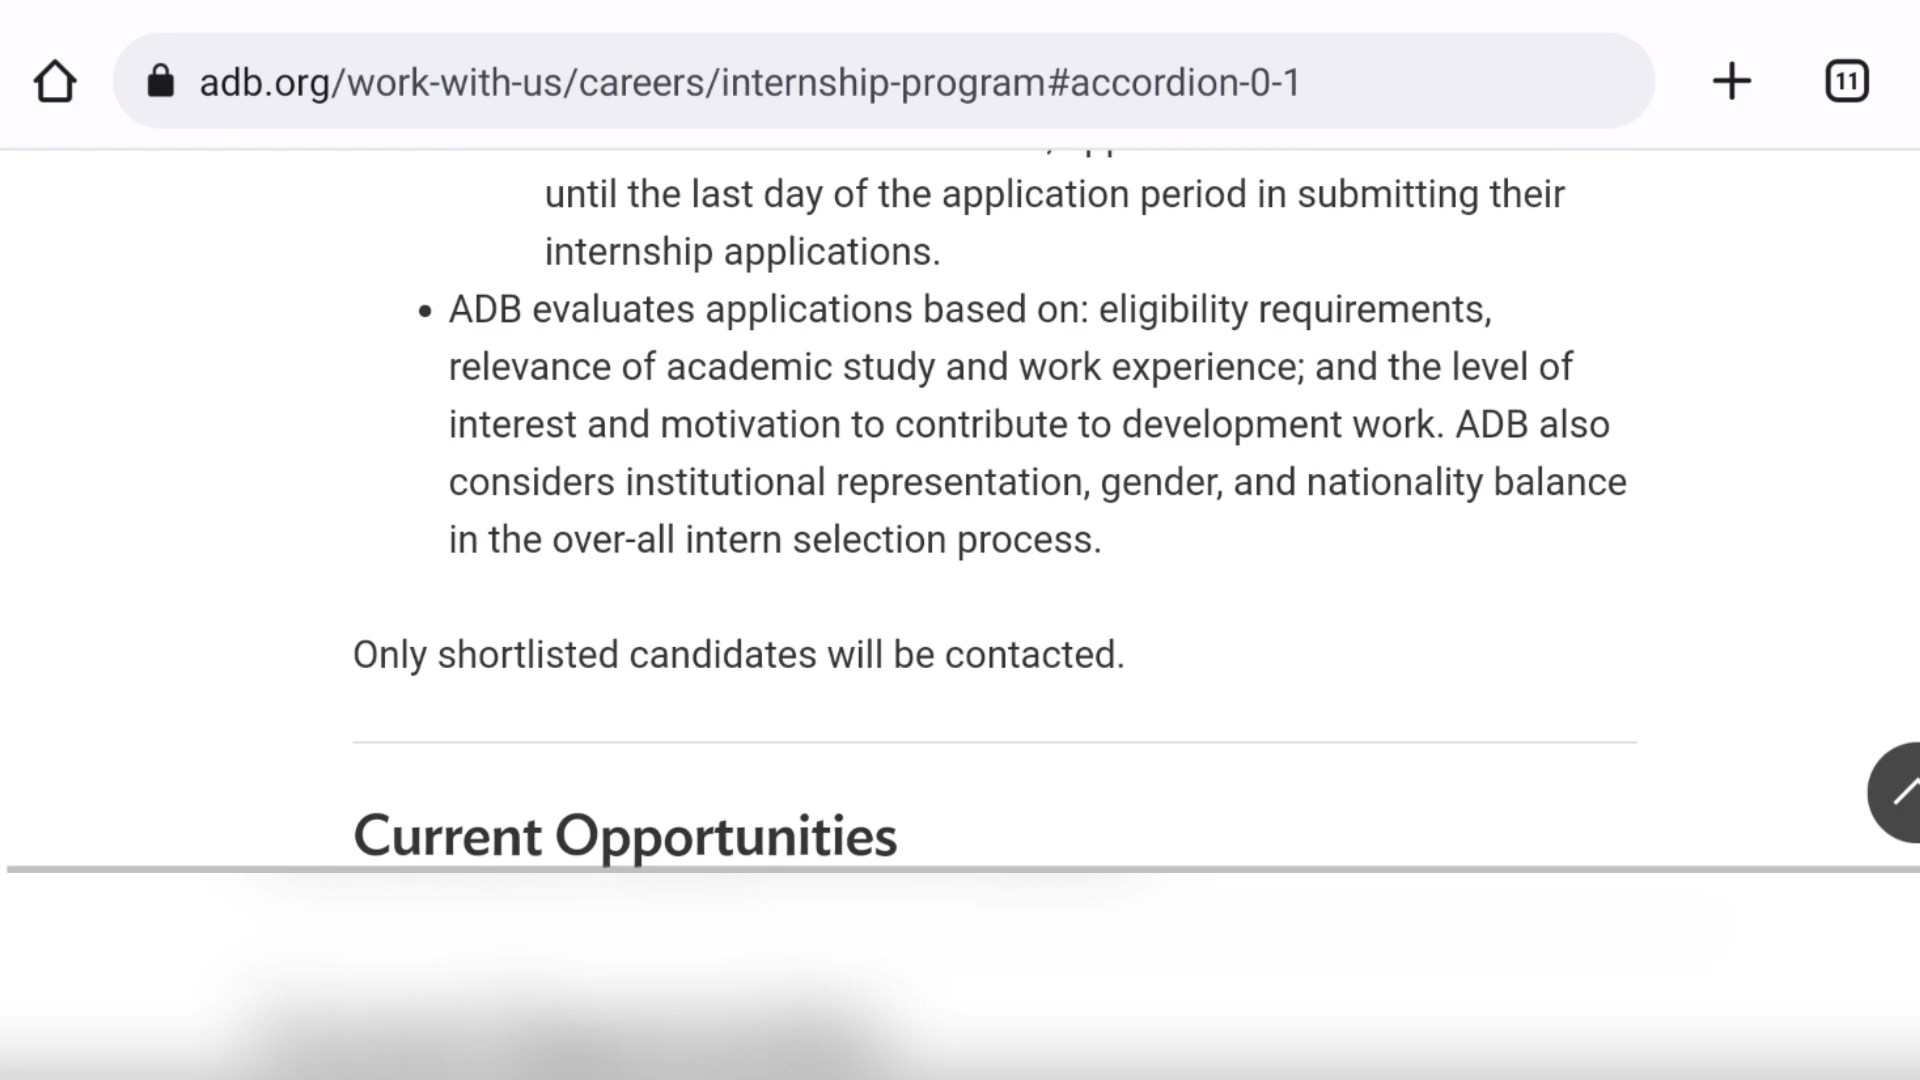 adb.org/work-with-us/careers/internship-program#accordion-0-1
11
until the last day of the application period in submitting their
internship applications.
• ADB evaluates applications based on: eligibility requirements,
relevance of academic study and work experience; and the level of
interest and motivation to contribute to development work. ADB also
considers institutional representation, gender, and nationality balance
in the over-all intern selection process.
Only shortlisted candidates will be contacted.
Current Opportunities